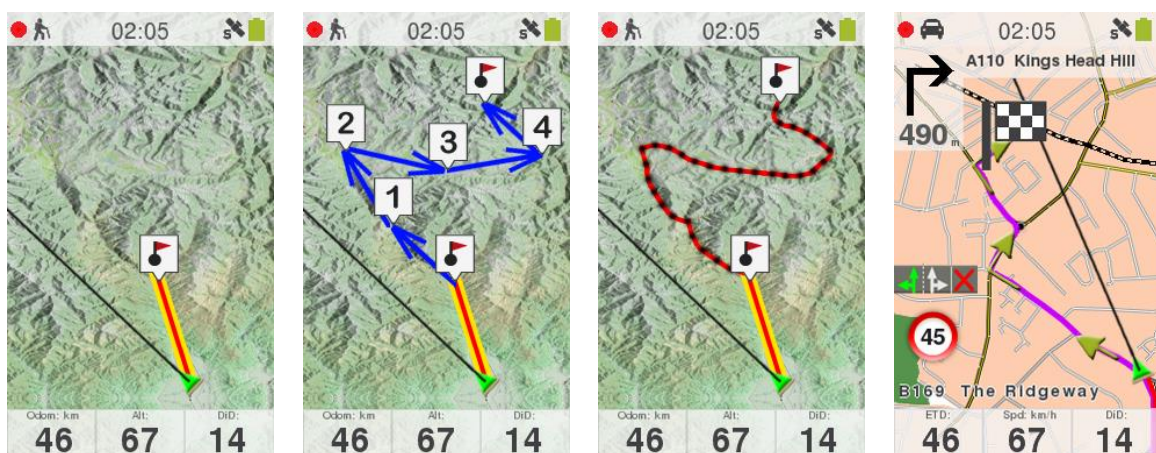 02:05
Odom: km
Alt:
DiD:
46
67
14
02:05
2
3
4
1
Odom: km
Alt:
DiD:
46
67
14
02:05
Odom: km
Alt:
DiD:
46
67
14
02:05
A110 Kings Head Hill
490 m
45
B169 The Ridgeway
ETD:
Spd: km/h
DiD:
46
67
14